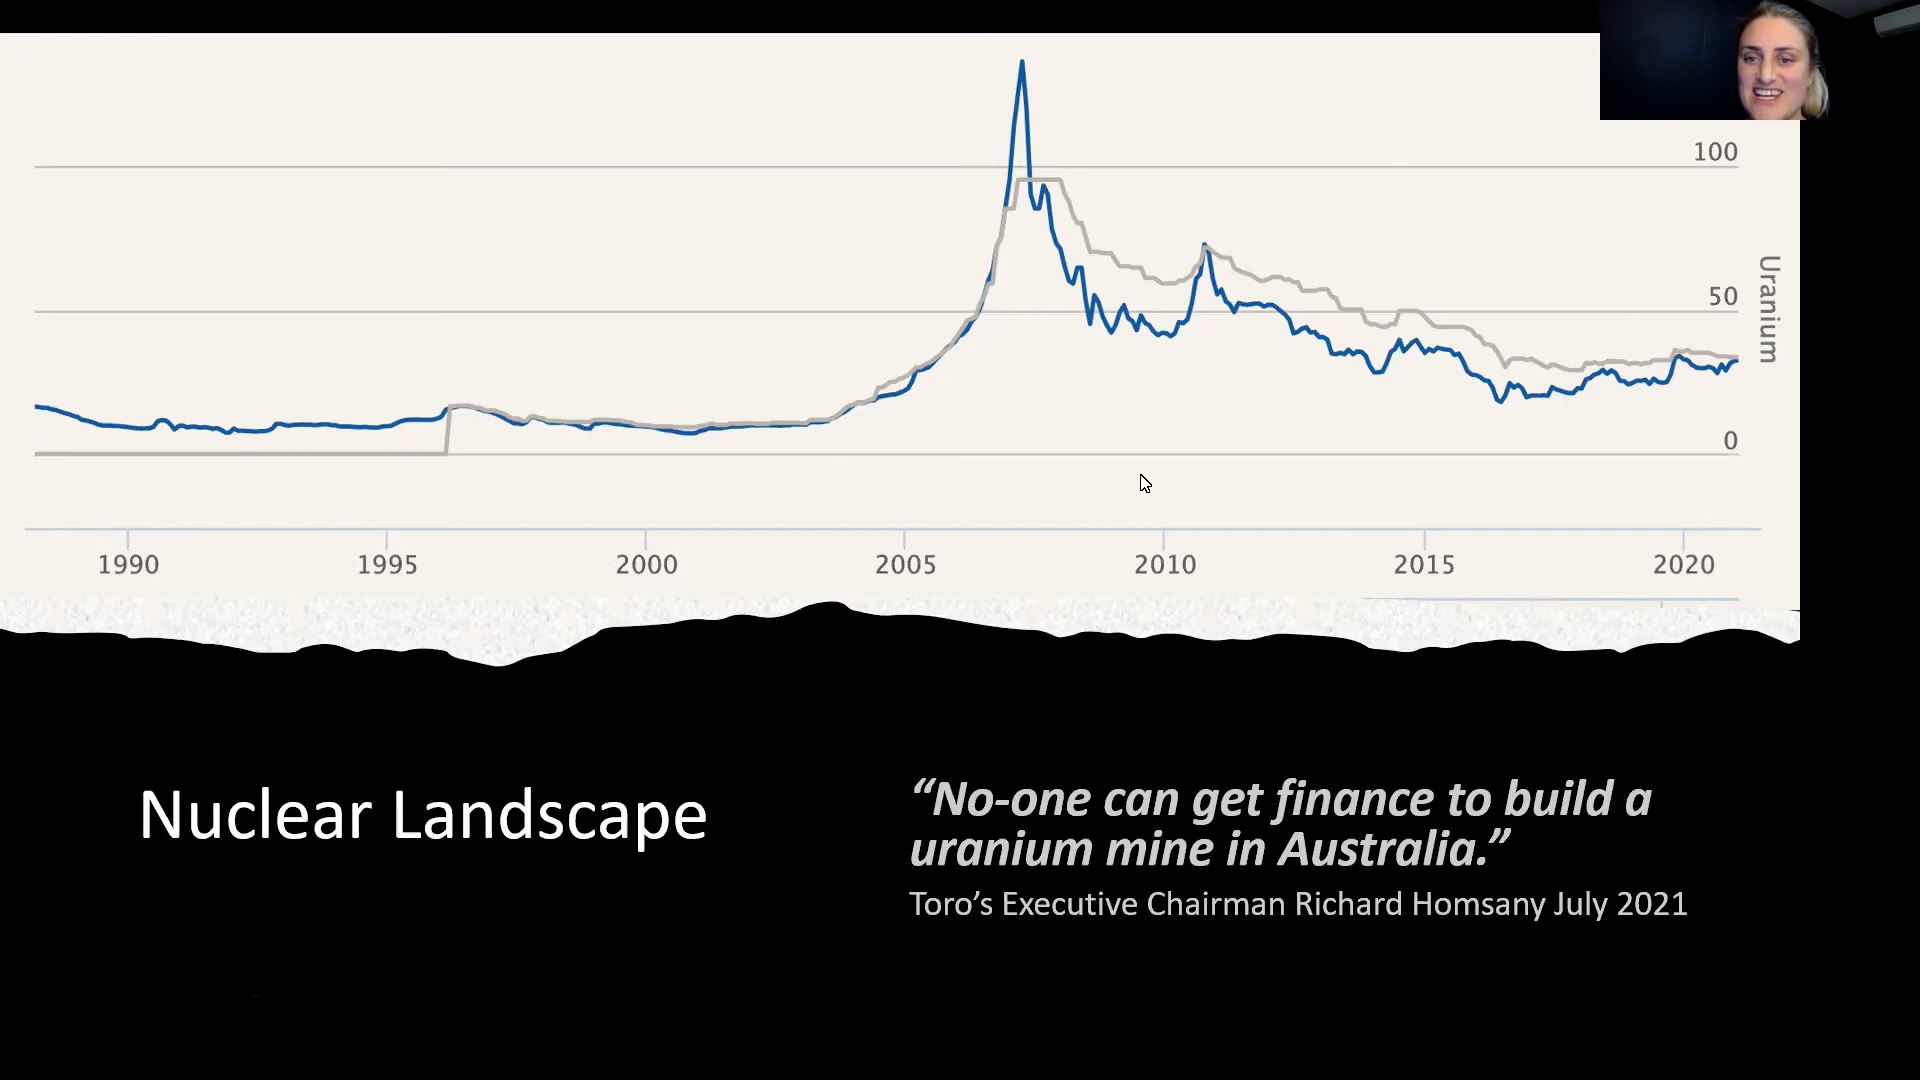 100
50
0
Uranium
1990 1995 2000 2005 2010 2015 2020
Nuclear Landscape
“No-one can get finance to build a
uranium mine in Australia.”
Toro’s Executive Chairman Richard Homsany July 2021